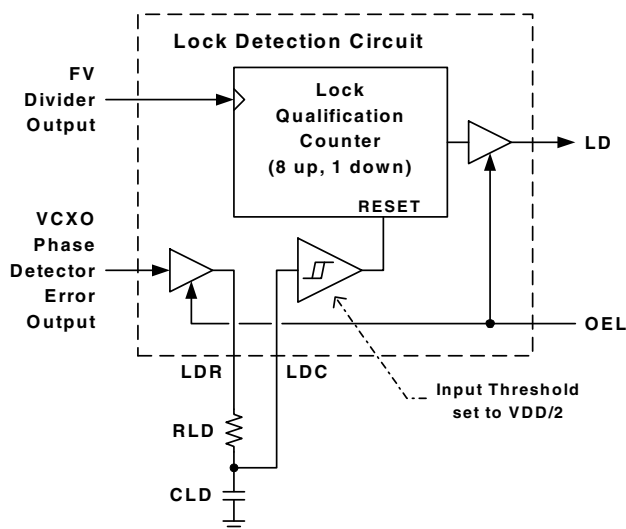 Lock Detection Circuit
FV
Divider
Output
Lock
Qualification
Counter
(8 up, 1 down)
RESET
LD
VCXO
Phase
Detector
Error
Output
OEL
LDR
LDC
Input Threshold
set to VDD/2
RLD
CLD